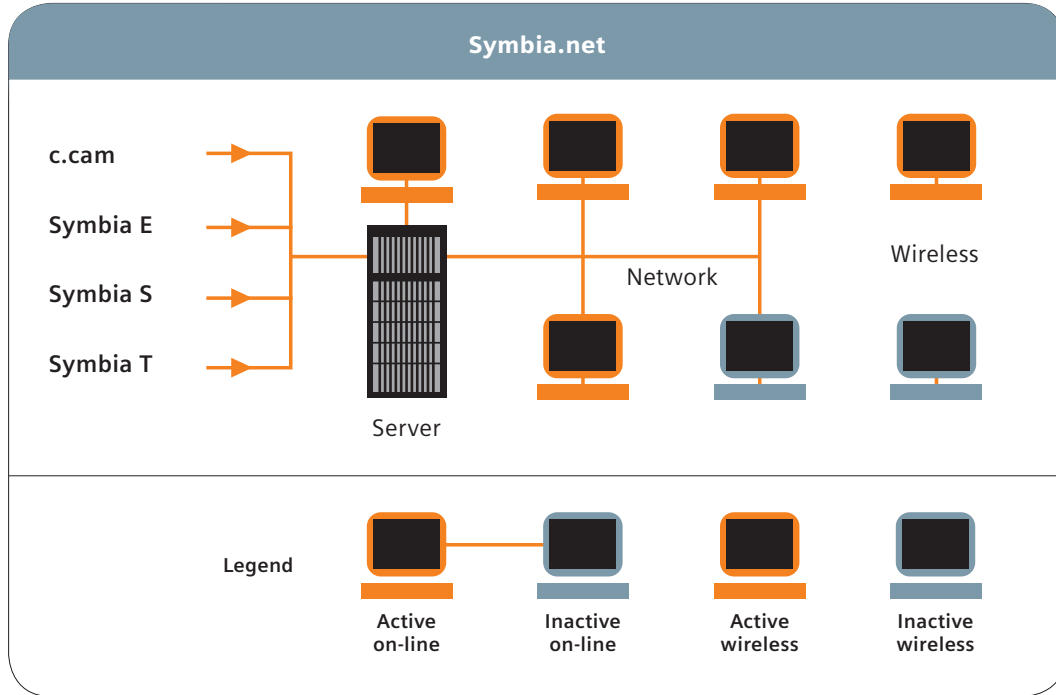 Symbia.net
c.cam
Symbia E
Symbia S
Symbia T
Server
Network
Wireless
Legend
Active
on-line
Inactive
on-line
Active
wireless
Inactive
wireless